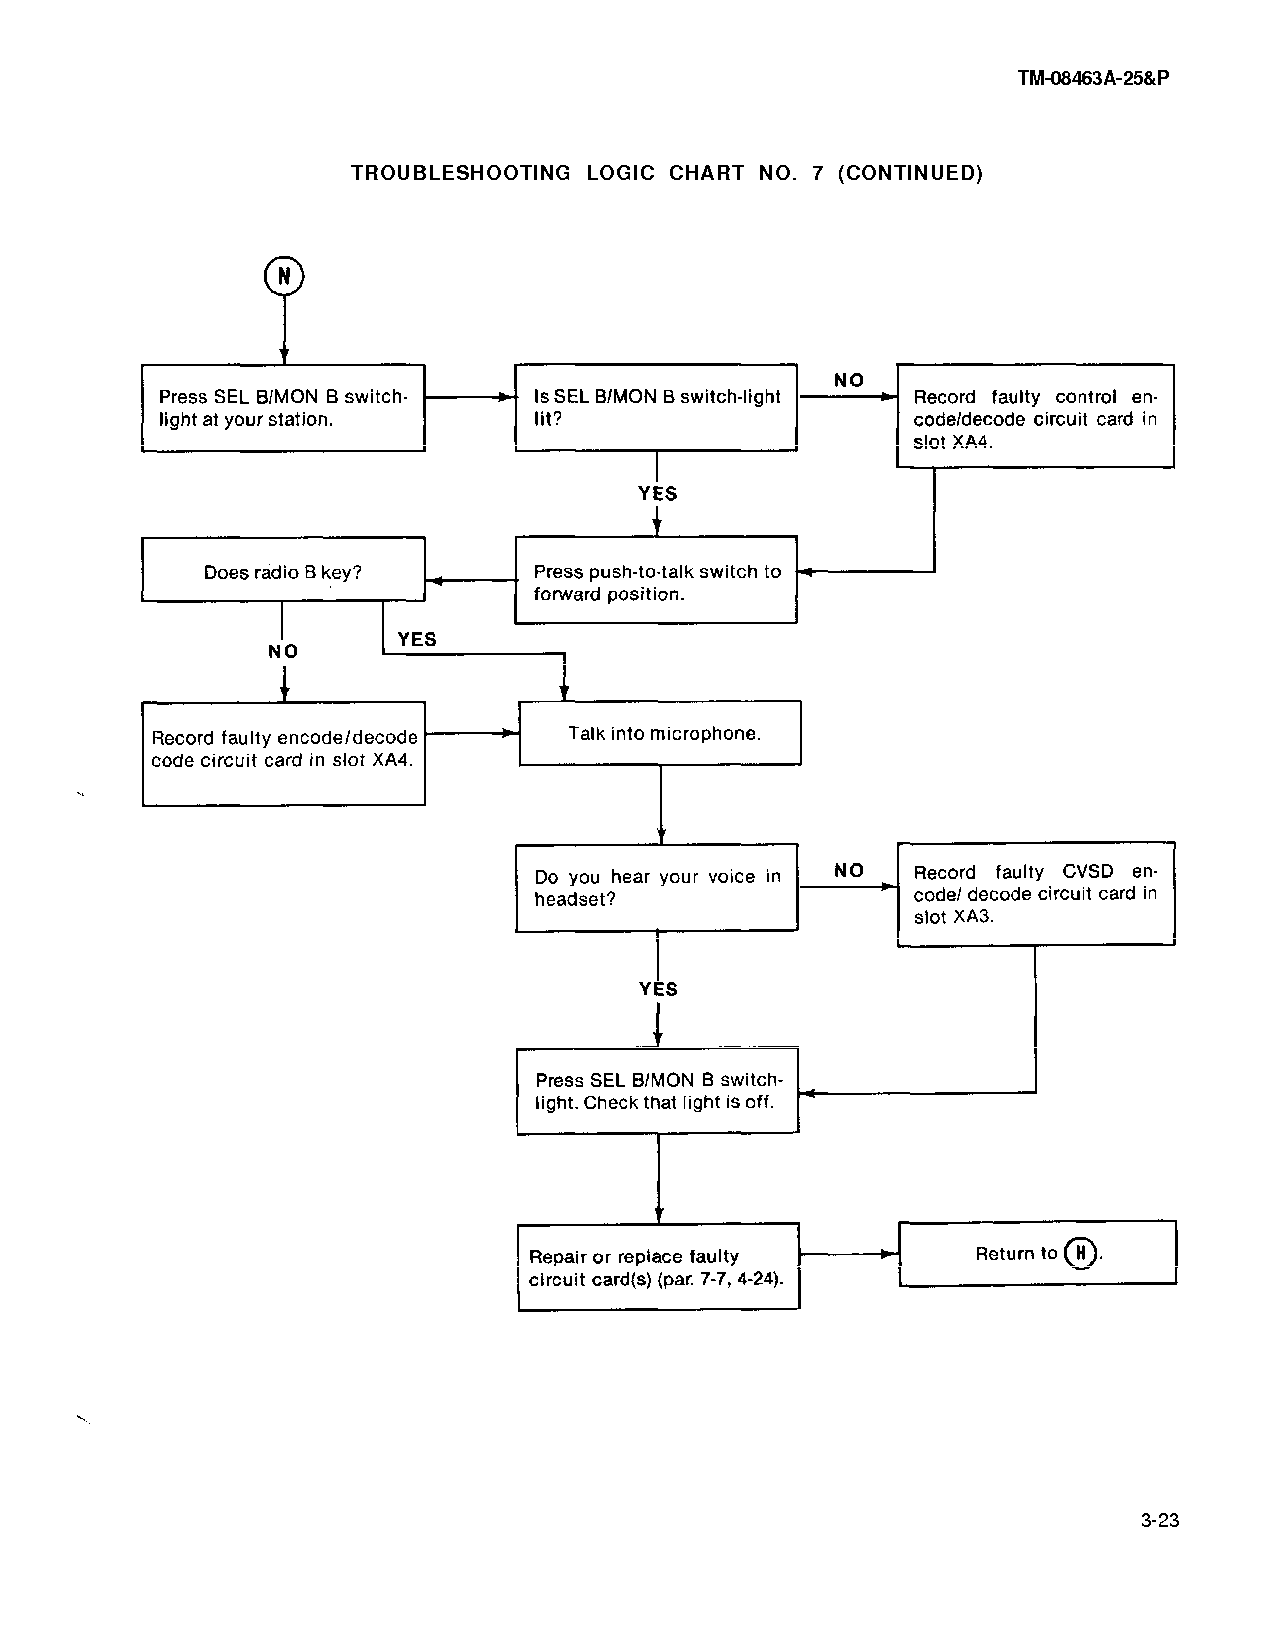 TM-08463A-25&P
TROUBLESHOOTING LOGIC CHART NO. 7 (CONTINUED)
N
Press SEL B/MON B switch-
light at your station.
Is SEL B/MON B switch-light
lit?
NO
Record faulty control en-
code/decode circuit card in
slot XA4.
YES
Does radio B key?
Press push-to-talk switch to
forward position.
NO
YES
Record faulty encode/decode
code circuit card in slot XA4.
Talk into microphone.
Do you hear your voice in
headset?
NO
Record faulty CVSD en-
code/ decode circuit card in
slot XA3.
YES
Press SEL B/MON B switch-
light. Check that light is off.
Repair or replace faulty
circuit card(s) (par. 7-7, 4-24).
Return to H.
3-23